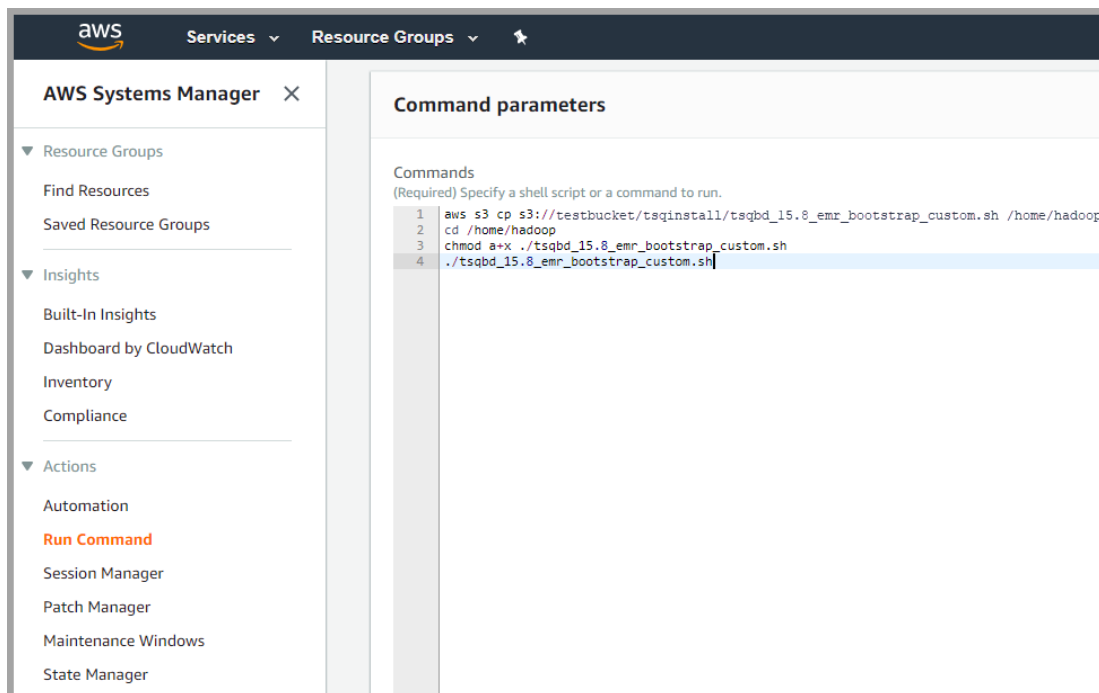 aws Services Resource Groups
AWS Systems Manager
Resource Groups
Find Resources
Saved Resource Groups
Insights
Built-In Insights
Dashboard by CloudWatch
Inventory
Compliance
Actions
Automation
Run Command
Session Manager
Patch Manager
Maintenance Windows
State Manager
Command parameters
Commands
(Required) Specify a shell script or a command to run.
1 aws s3 cp s3://testbucket/tsqinstall/tsqbd_15.8_emr_bootstrap_custom.sh /home/hadoop
2 cd /home/hadoop
3 chmod a+x ./tsqbd_15.8_emr_bootstrap_custom.sh
4 ./tsqbd_15.8_emr_bootstrap_custom.sh